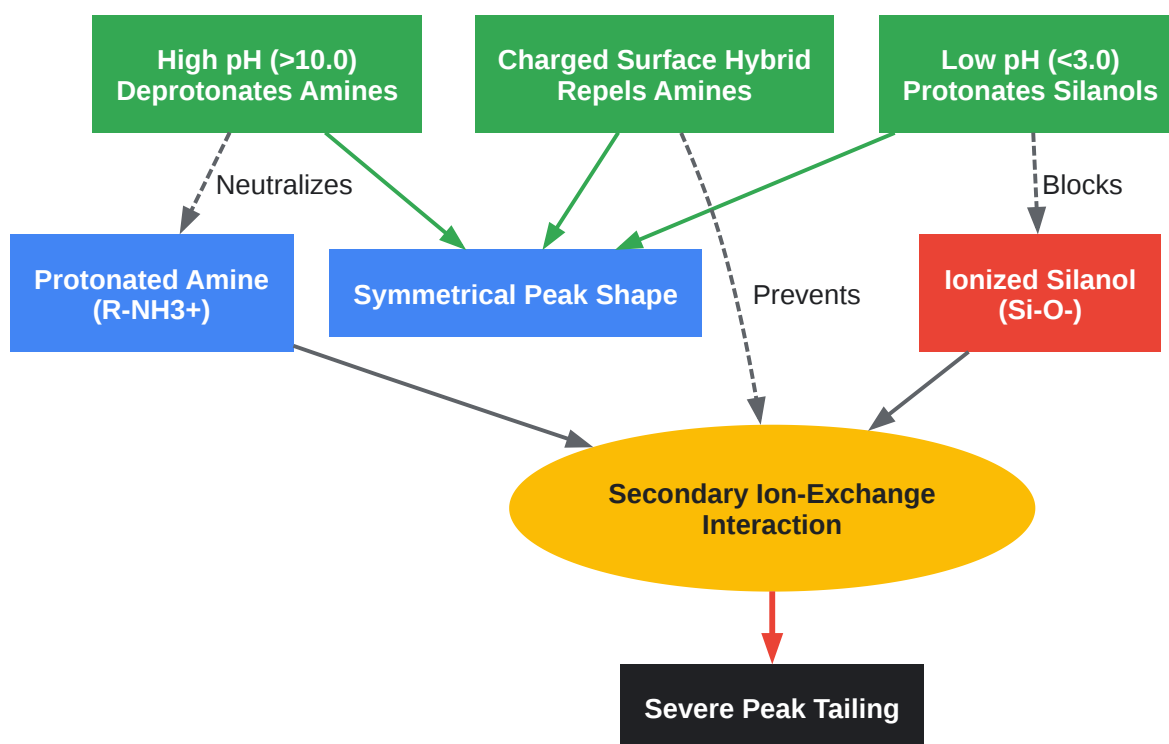 High pH (>10.0)
Deprotonates Amines
Charged Surface Hybrid
Repels Amines
Low pH (<3.0)
Protonates Silanols
Neutralizes
Blocks
Protonated Amine
(R-NH3+)
Symmetrical Peak Shape
Prevents
Ionized Silanol
(Si-O-)
Secondary Ion-Exchange
Interaction
Severe Peak Tailing